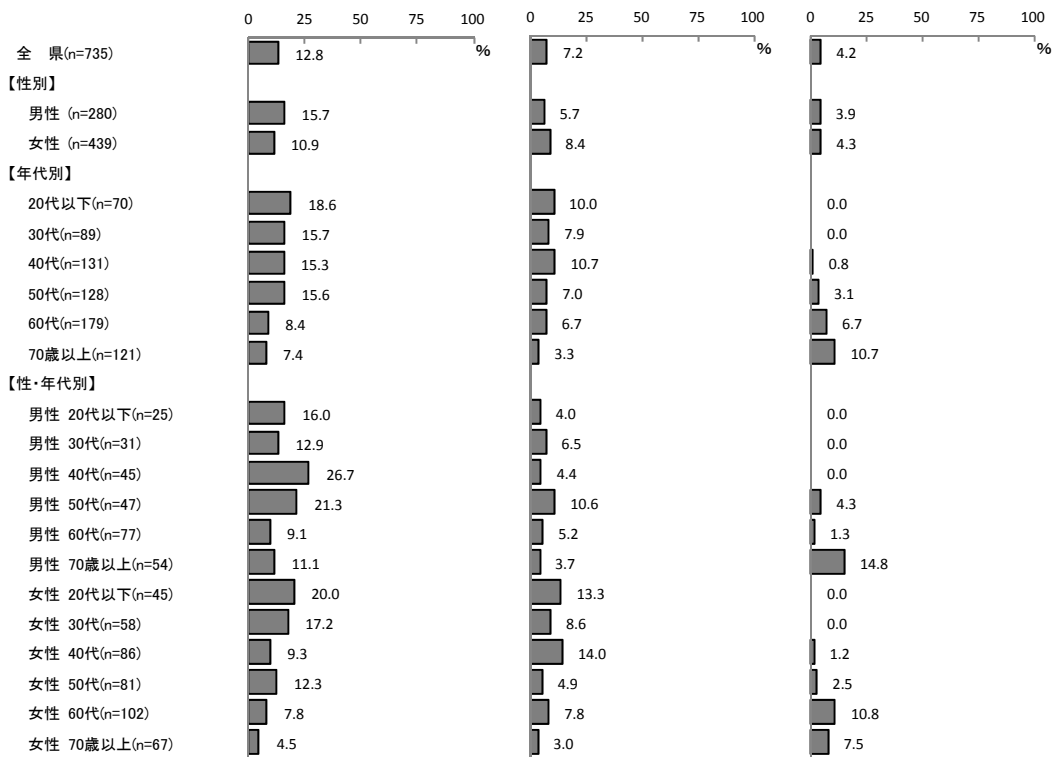 0 25 50 75 100 0 25 50 75 100 0 25 50 75 100
% % %
全 県(n=735) 12.8 7.2 4.2
【性別】
男性 (n=280) 15.7 5.7 3.9
女性 (n=439) 10.9 8.4 4.3
【年代別】
20代以下(n=70) 18.6 10.0 0.0
30代(n=89) 15.7 7.9 0.0
40代(n=131) 15.3 10.7 0.8
50代(n=128) 15.6 7.0 3.1
60代(n=179) 8.4 6.7 6.7
70歳以上(n=121) 7.4 3.3 10.7
【性・年代別】
男性 20代以下(n=25) 16.0 4.0 0.0
男性 30代(n=31) 12.9 6.5 0.0
男性 40代(n=45) 26.7 4.4 0.0
男性 50代(n=47) 21.3 10.6 4.3
男性 60代(n=77) 9.1 5.2 1.3
男性 70歳以上(n=54) 11.1 3.7 14.8
女性 20代以下(n=45) 20.0 13.3 0.0
女性 30代(n=58) 17.2 8.6 0.0
女性 40代(n=86) 9.3 14.0 1.2
女性 50代(n=81) 12.3 4.9 2.5
女性 60代(n=102) 7.8 7.8 10.8
女性 70歳以上(n=67) 4.5 3.0 7.5